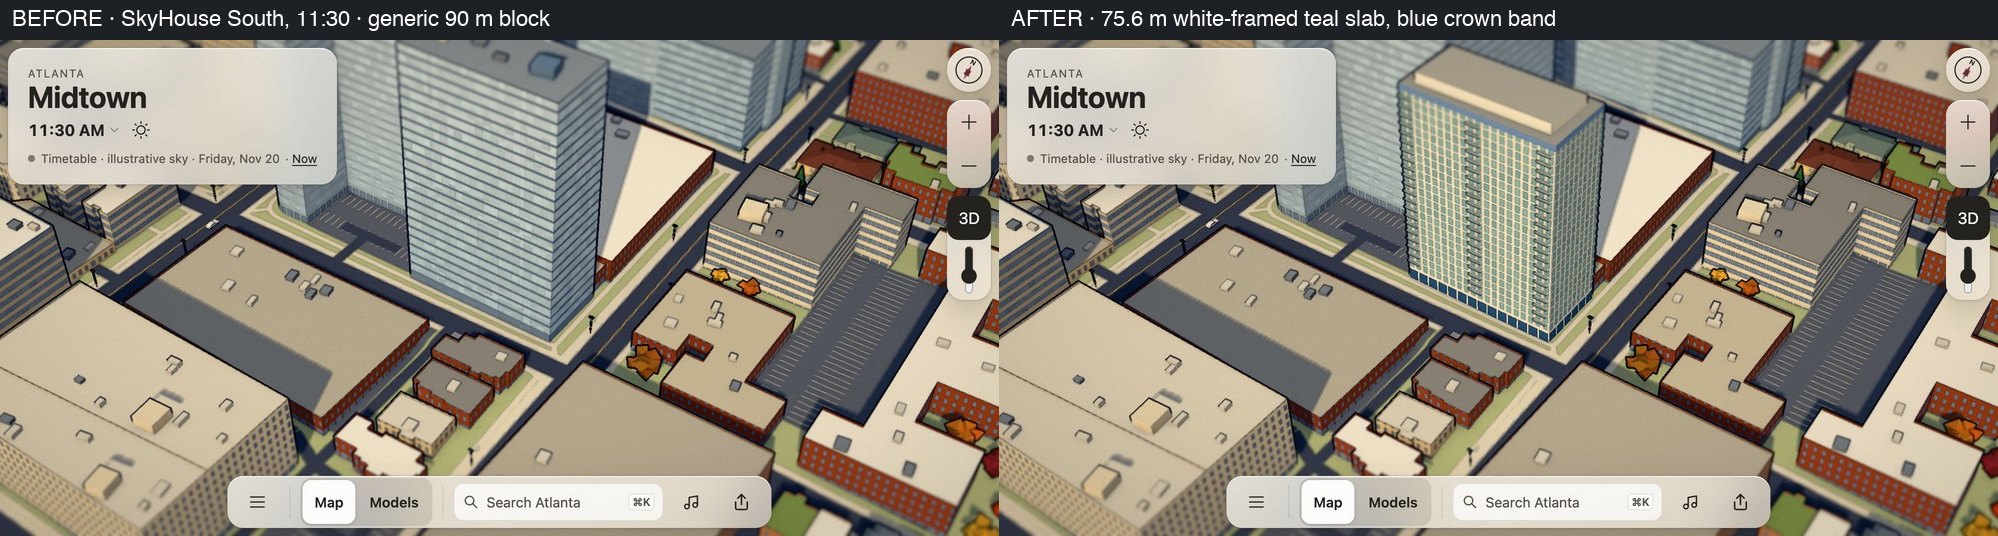 BEFORE · SkyHouse South, 11:30 · generic 90 m block
ATLANTA
Midtown
11:30 AM
Timetable · illustrative sky · Friday, Nov 20 · Now
N
+
−
3D
Map Models Search Atlanta ⌘K
AFTER · 75.6 m white-framed teal slab, blue crown band
ATLANTA
Midtown
11:30 AM
Timetable · illustrative sky · Friday, Nov 20 · Now
N
+
−
3D
Map Models Search Atlanta ⌘K